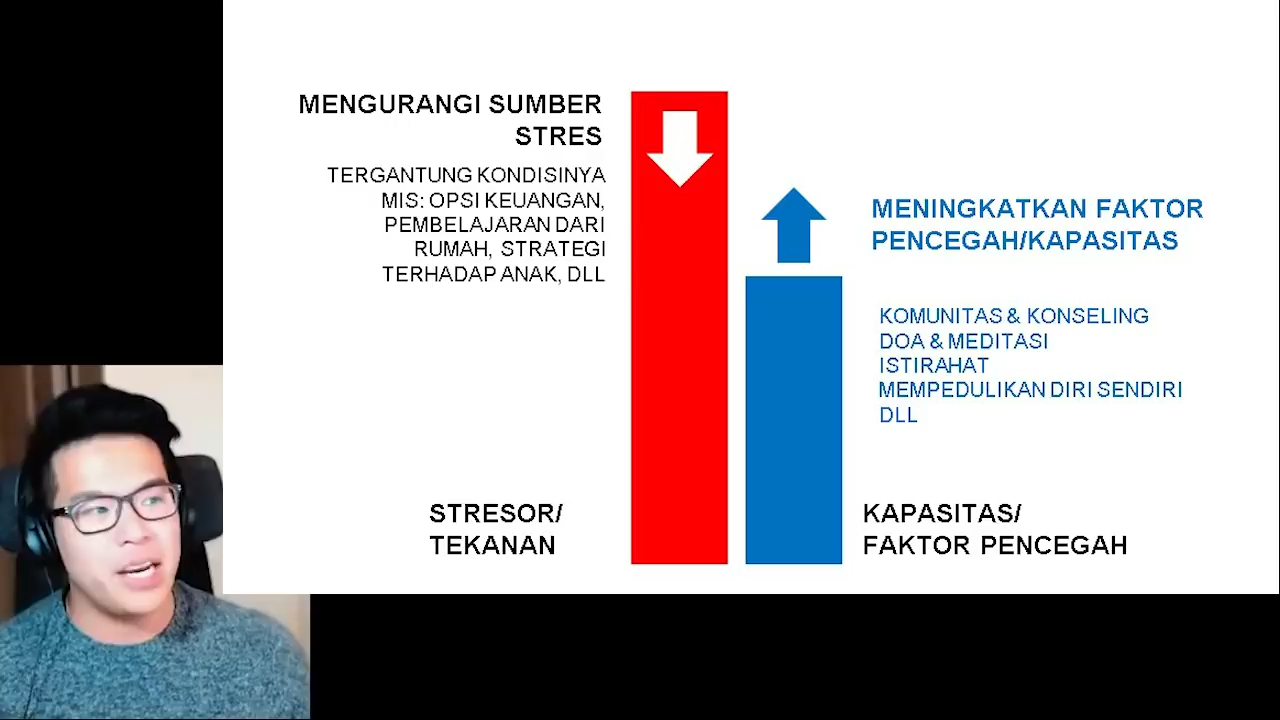 MENGURANGI SUMBER
STRES
TERGANTUNG KONDISINYA
MIS: OPSI KEUANGAN,
PEMBELAJARAN DARI
RUMAH, STRATEGI
TERHADAP ANAK, DLL
MENINGKATKAN FAKTOR
PENCEGAH/KAPASITAS
KOMUNITAS & KONSELING
DOA & MEDITASI
ISTIRAHAT
MEMPEDULIKAN DIRI SENDIRI
DLL
STRESOR/
TEKANAN
KAPASITAS/
FAKTOR PENCEGAH